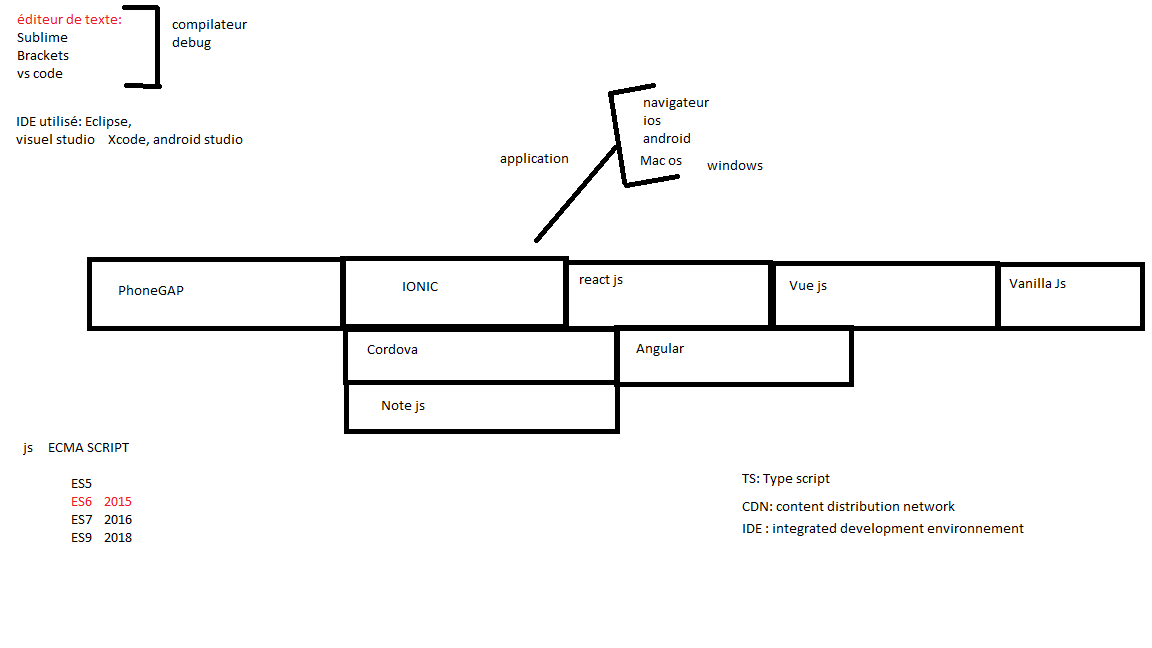 éditeur de texte:
Sublime
Brackets
vs code
compilateur
debug
IDE utilisé: Eclipse,
visuel studio Xcode, android studio
application
navigateur
ios
android
Mac os
windows
PhoneGAP
IONIC
react js
Vue js
Vanilla Js
Cordova
Angular
Note js
js ECMA SCRIPT
ES5
ES6 2015
ES7 2016
ES9 2018
TS: Type script
CDN: content distribution network
IDE : integrated development environnement